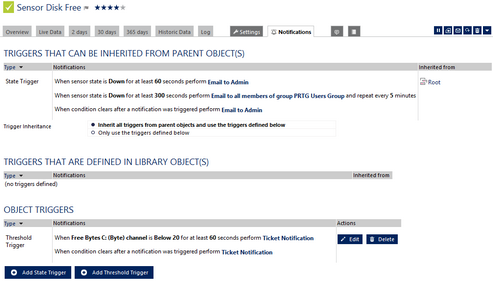 Sensor Disk Free
Overview Live Data 2 days 30 days 365 days Historic Data Log Settings Notifications
TRIGGERS THAT CAN BE INHERITED FROM PARENT OBJECT(S)
Type Notifications Inherited from
State Trigger When sensor state is Down for at least 60 seconds perform Email to Admin Root
When sensor state is Down for at least 300 seconds perform Email to all members of group PRTG Users Group and repeat every 5 minutes
When condition clears after a notification was triggered perform Email to Admin
Trigger Inheritance Inherit all triggers from parent objects and use the triggers defined below
Only use the triggers defined below
TRIGGERS THAT ARE DEFINED IN LIBRARY OBJECT(S)
Type Notifications Inherited from
(no triggers defined)
OBJECT TRIGGERS
Type Notifications Actions
Threshold Trigger When Free Bytes C: (Byte) channel is Below 20 for at least 60 seconds perform Ticket Notification Edit Delete
When condition clears after a notification was triggered perform Ticket Notification
Add State Trigger Add Threshold Trigger